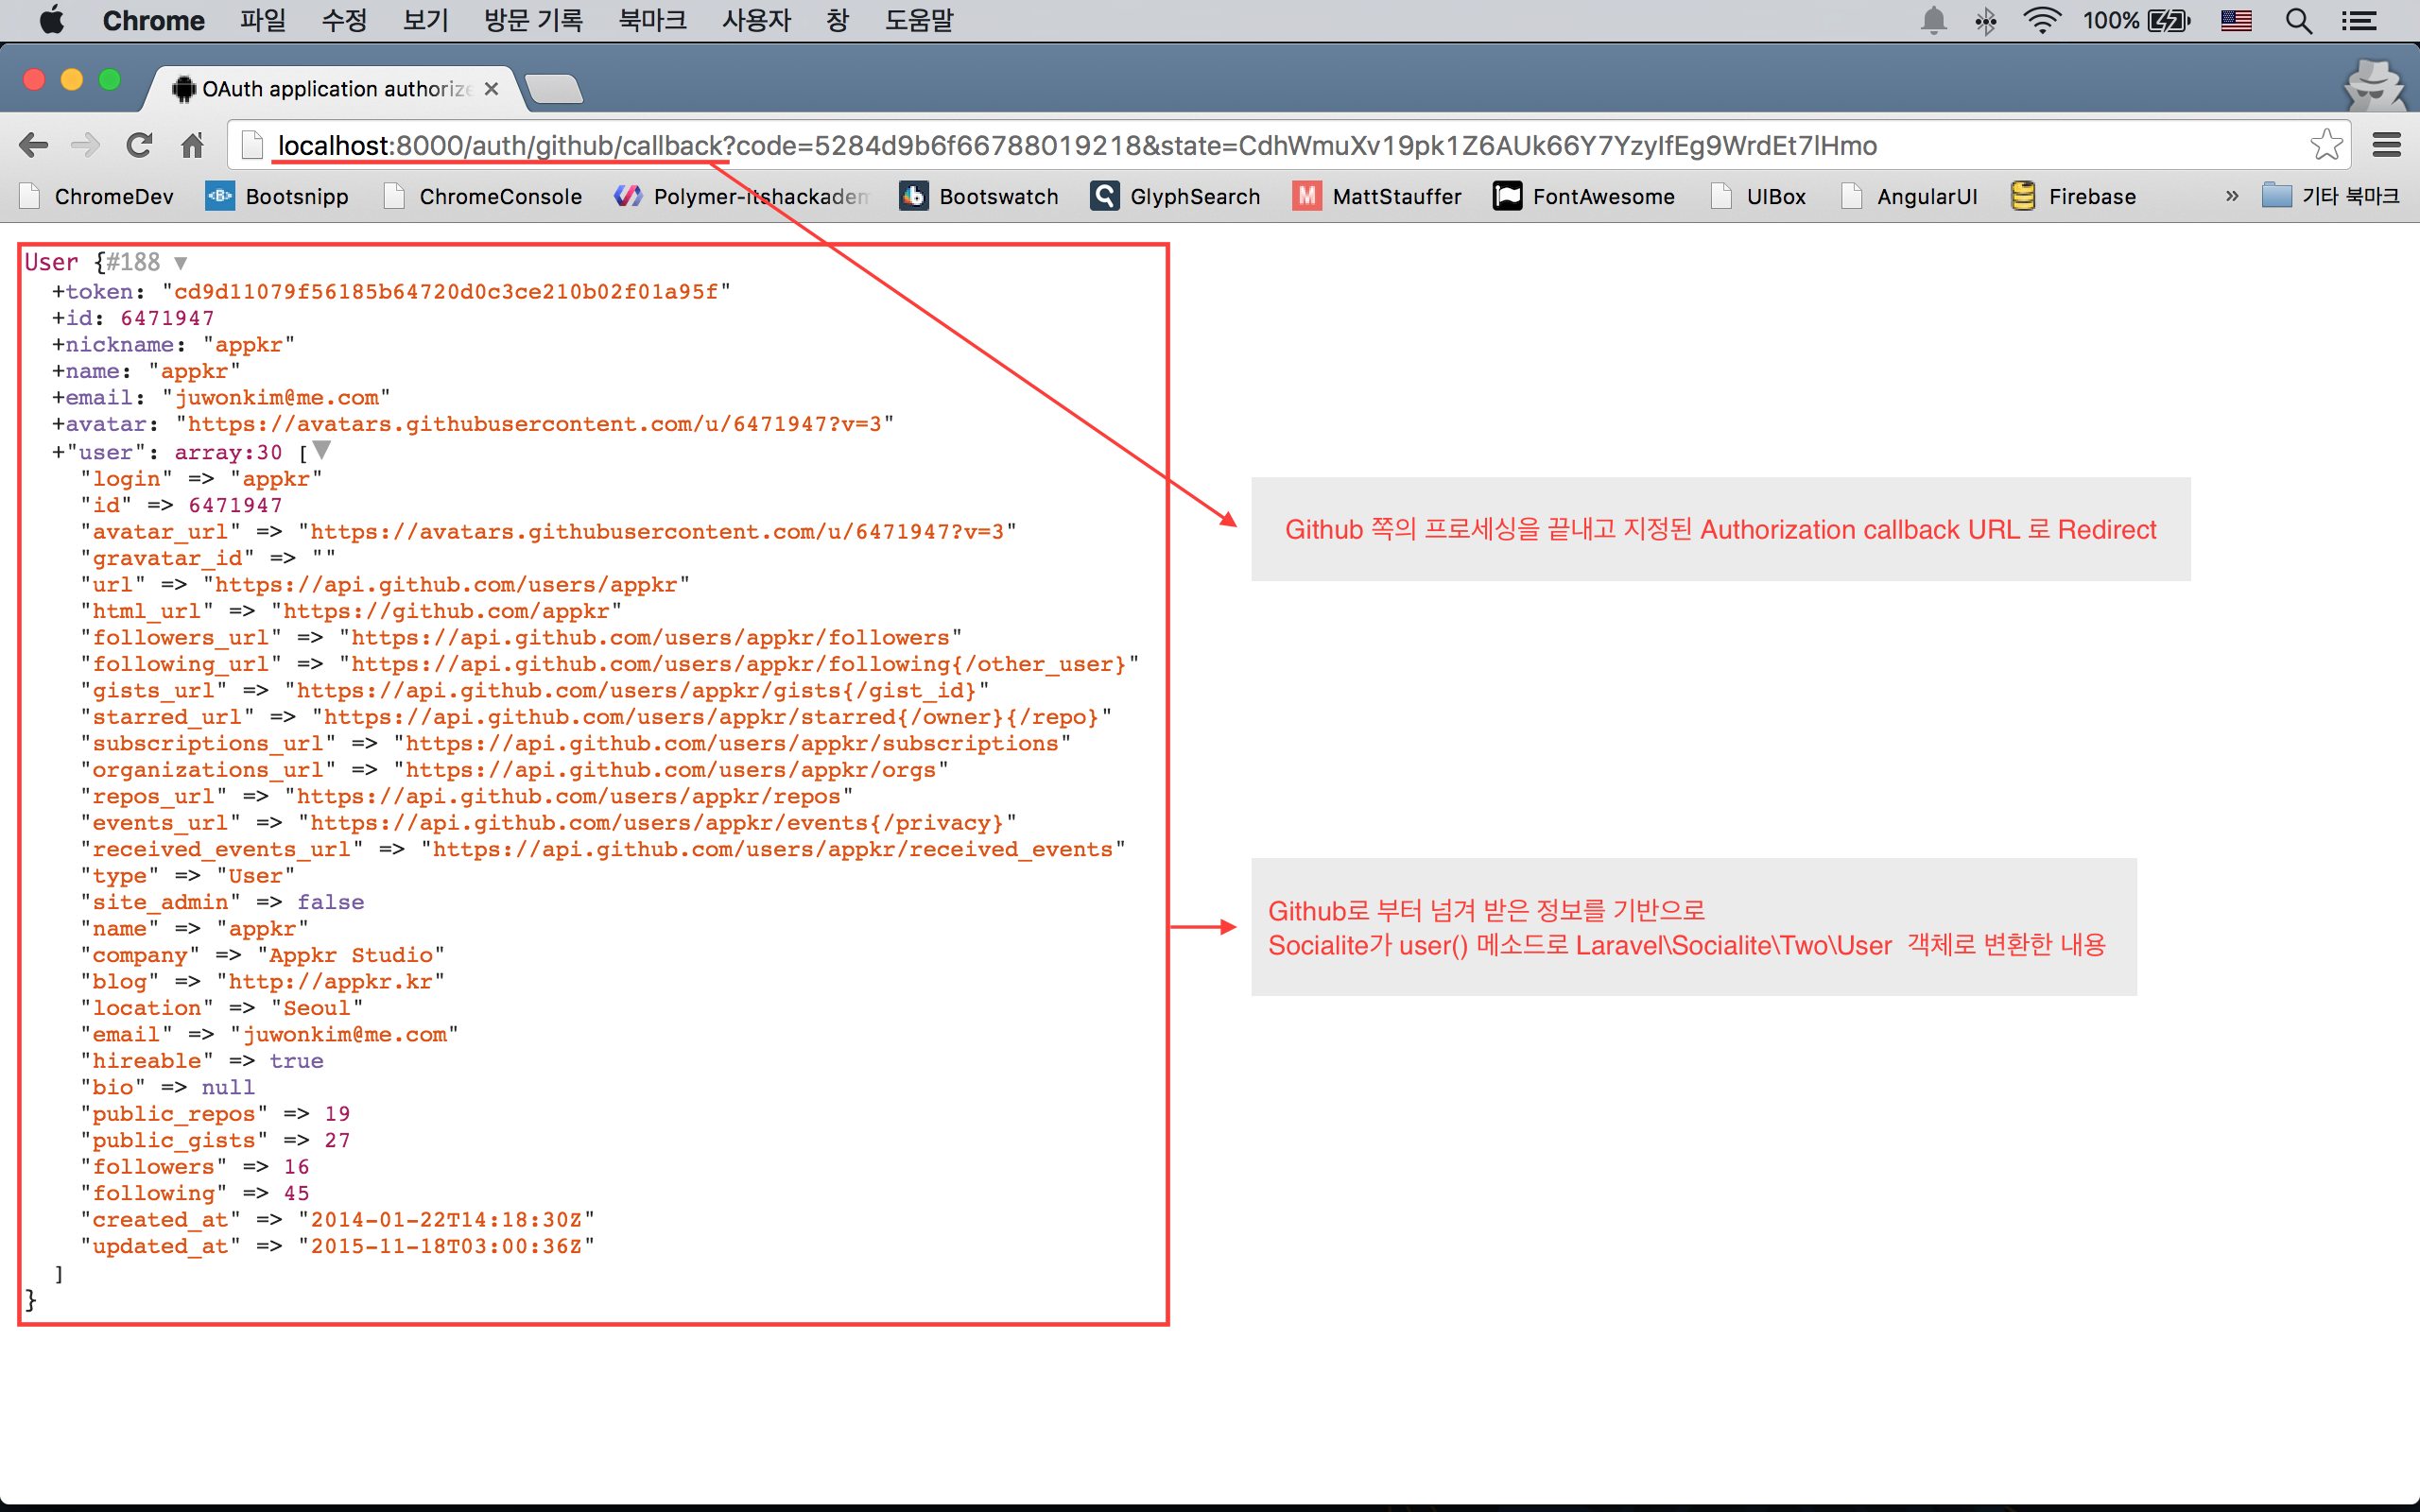 Chrome 파일 수정 보기 방문 기록 북마크 사용자 창 도움말 100%
OAuth application authorize
localhost:8000/auth/github/callback?code=5284d9b6f66788019218&state=CdhWmuXv19pk1Z6AUk66Y7YzyIfEg9WrdEt7lHmo
ChromeDev Bootsnipp ChromeConsole Polymer-itshackadem Bootswatch GlyphSearch MattStauffer FontAwesome UIBox AngularUI Firebase » 기타 북마크
User {#188 ▼
+token: "cd9d11079f56185b64720d0c3ce210b02f01a95f"
+id: 6471947
+nickname: "appkr"
+name: "appkr"
+email: "juwonkim@me.com"
+avatar: "https://avatars.githubusercontent.com/u/6471947?v=3"
+"user": array:30 [▼
"login" => "appkr"
"id" => 6471947
"avatar_url" => "https://avatars.githubusercontent.com/u/6471947?v=3"
"gravatar_id" => ""
"url" => "https://api.github.com/users/appkr"
"html_url" => "https://github.com/appkr"
"followers_url" => "https://api.github.com/users/appkr/followers"
"following_url" => "https://api.github.com/users/appkr/following{/other_user}"
"gists_url" => "https://api.github.com/users/appkr/gists{/gist_id}"
"starred_url" => "https://api.github.com/users/appkr/starred{/owner}{/repo}"
"subscriptions_url" => "https://api.github.com/users/appkr/subscriptions"
"organizations_url" => "https://api.github.com/users/appkr/orgs"
"repos_url" => "https://api.github.com/users/appkr/repos"
"events_url" => "https://api.github.com/users/appkr/events{/privacy}"
"received_events_url" => "https://api.github.com/users/appkr/received_events"
"type" => "User"
"site_admin" => false
"name" => "appkr"
"company" => "Appkr Studio"
"blog" => "http://appkr.kr"
"location" => "Seoul"
"email" => "juwonkim@me.com"
"hireable" => true
"bio" => null
"public_repos" => 19
"public_gists" => 27
"followers" => 16
"following" => 45
"created_at" => "2014-01-22T14:18:30Z"
"updated_at" => "2015-11-18T03:00:36Z"
]
}
Github 쪽의 프로세싱을 끝내고 지정된 Authorization callback URL 로 Redirect
Github로 부터 넘겨 받은 정보를 기반으로
Socialite가 user() 메소드로 Laravel\Socialite\Two\User 객체로 변환한 내용